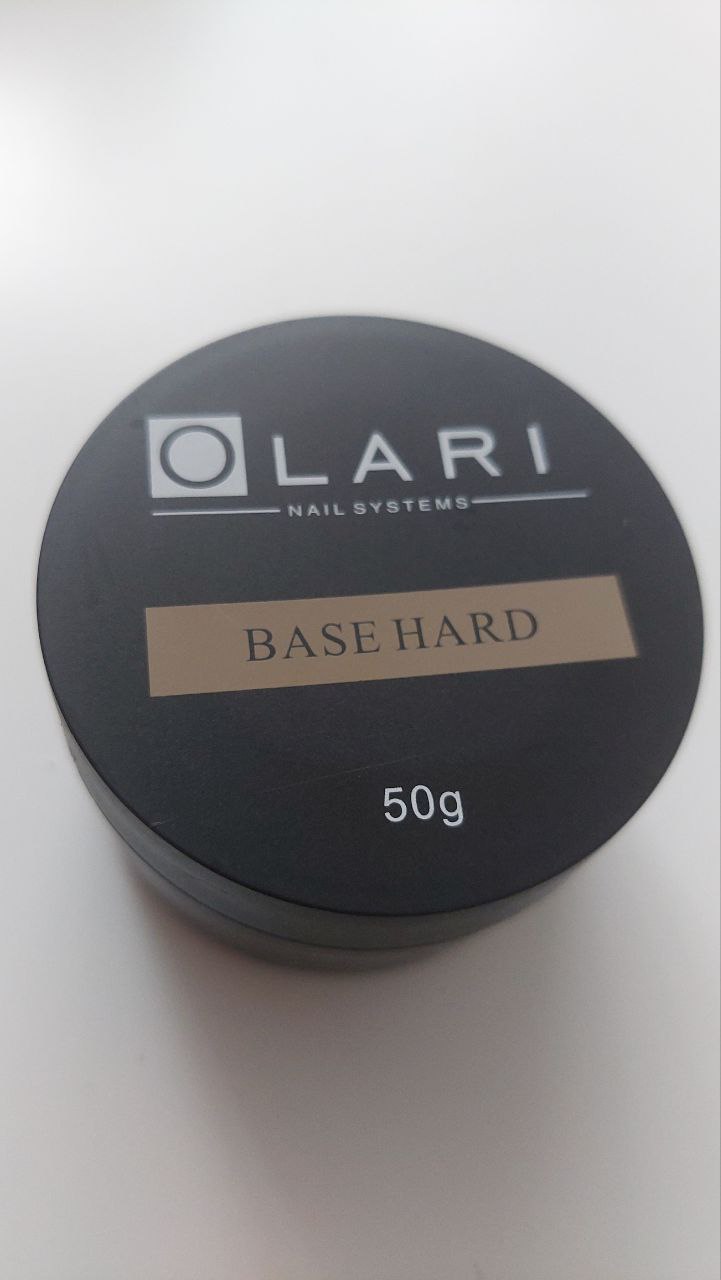 OLARI
NAIL SYSTEMS
BASE HARD
50g